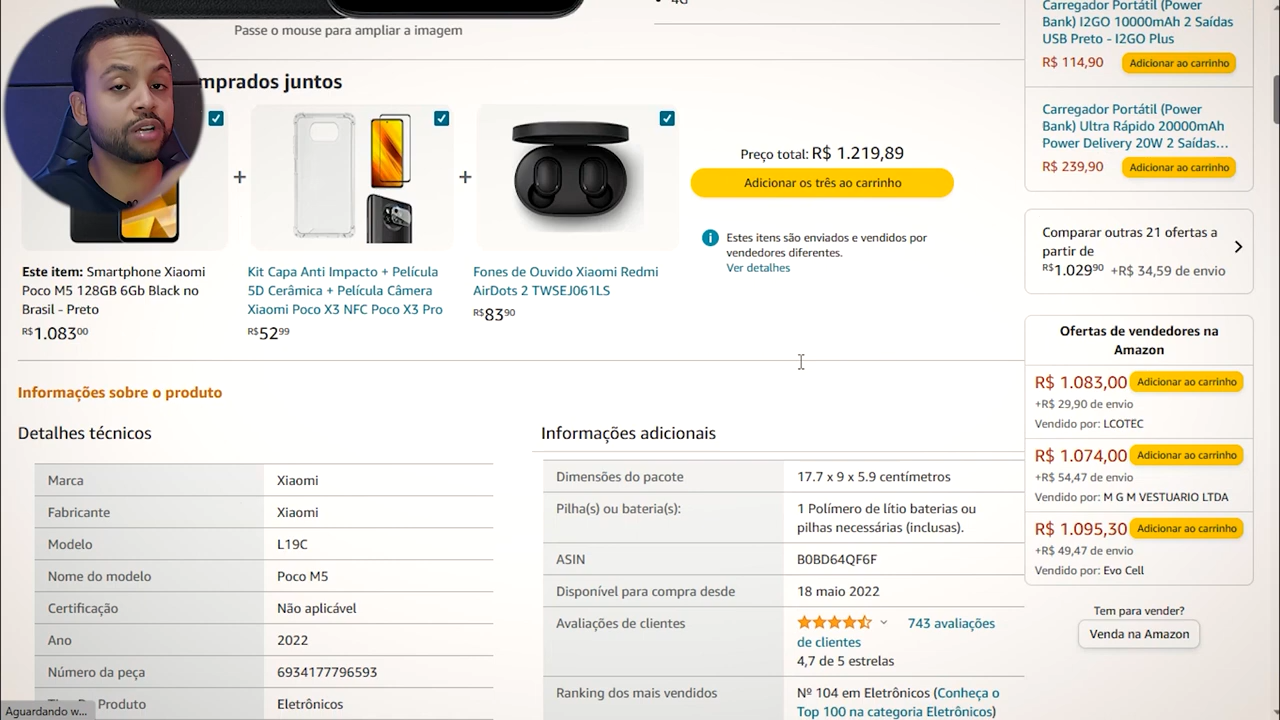 4G
Passe o mouse para ampliar a imagem
mprados juntos
Preço total: R$ 1.219,89
Adicionar os três ao carrinho
Estes itens são enviados e vendidos por
vendedores diferentes.
Ver detalhes
Este item: Smartphone Xiaomi
Poco M5 128GB 6Gb Black no
Brasil - Preto
R$1.08300
Kit Capa Anti Impacto + Película
5D Cerâmica + Película Câmera
Xiaomi Poco X3 NFC Poco X3 Pro
R$5299
Fones de Ouvido Xiaomi Redmi
AirDots 2 TWSEJ061LS
R$8390
Carregador Portátil (Power
Bank) I2GO 10000mAh 2 Saídas
USB Preto - I2GO Plus
R$ 114,90 Adicionar ao carrinho
Carregador Portátil (Power
Bank) Ultra Rápido 20000mAh
Power Delivery 20W 2 Saídas...
R$ 239,90 Adicionar ao carrinho
Comparar outras 21 ofertas a
partir de
R$1.02990 +R$ 34,59 de envio
Ofertas de vendedores na
Amazon
R$ 1.083,00 Adicionar ao carrinho
+R$ 29,90 de envio
Vendido por: LCOTEC
R$ 1.074,00 Adicionar ao carrinho
+R$ 54,47 de envio
Vendido por: M G M VESTUARIO LTDA
R$ 1.095,30 Adicionar ao carrinho
+R$ 49,47 de envio
Vendido por: Evo Cell
Tem para vender?
Venda na Amazon
Informações sobre o produto
Detalhes técnicos
Marca Xiaomi
Fabricante Xiaomi
Modelo L19C
Nome do modelo Poco M5
Certificação Não aplicável
Ano 2022
Número da peça 6934177796593
Produto Eletrônicos
Informações adicionais
Dimensões do pacote 17.7 x 9 x 5.9 centímetros
Pilha(s) ou bateria(s): 1 Polímero de lítio baterias ou
pilhas necessárias (inclusas).
ASIN B0BD64QF6F
Disponível para compra desde 18 maio 2022
Avaliações de clientes 743 avaliações
de clientes
4,7 de 5 estrelas
Ranking dos mais vendidos Nº 104 em Eletrônicos (Conheça o
Top 100 na categoria Eletrônicos)
Aguardando w...